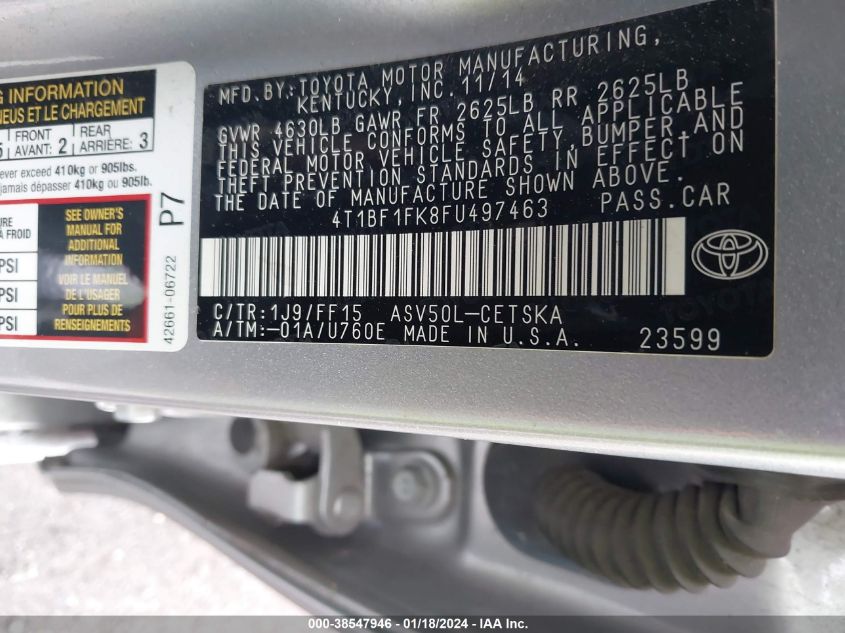 G INFORMATION
NEUS ET LE CHARGEMENT
5 FRONT AVANT: 2 REAR ARRIÈRE: 3
ever exceed 410kg or 905lbs.
jamais dépasser 410kg ou 905lb.
URE
À FROID
PSI
PSI
PSI
SEE OWNER'S
MANUAL FOR
ADDITIONAL
INFORMATION
VOIR LE MANUEL
DE L'USAGER
POUR PLUS DE
RENSEIGNEMENTS
P7
42661-06722
MFD. BY: TOYOTA MOTOR MANUFACTURING,
KENTUCKY, INC. 11/14
GVWR 4630LB GAWR FR 2625LB RR 2625LB
THIS VEHICLE CONFORMS TO ALL APPLICABLE
FEDERAL MOTOR VEHICLE SAFETY, BUMPER, AND
THEFT PREVENTION STANDARDS IN EFFECT ON
THE DATE OF MANUFACTURE SHOWN ABOVE.
4T1BF1FK8FU497463 PASS.CAR
C/TR:1J9/FF15 ASV50L-CETSKA
A/TM:-01A/U760E MADE IN U.S.A. 23599
000-38547946 - 01/18/2024 - IAA Inc.